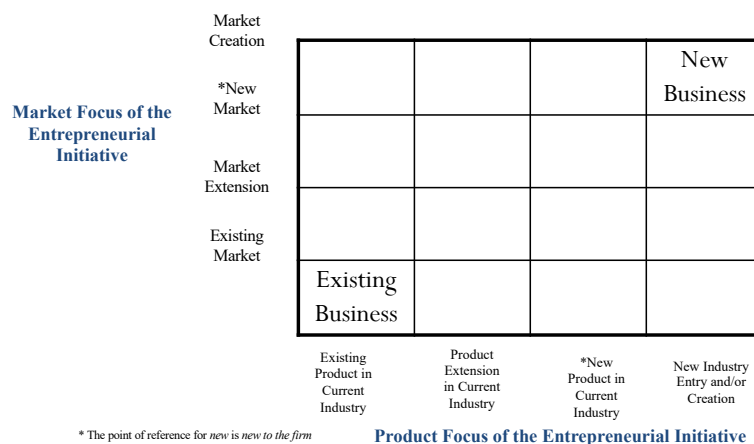 Market
Creation
*New
Market
Market
Extension
Existing
Market
Market Focus of the
Entrepreneurial
Initiative
New
Business
Existing
Business
Existing
Product in
Current
Industry
Product
Extension
in Current
Industry
*New
Product in
Current
Industry
New Industry
Entry and/or
Creation
* The point of reference for new is new to the firm
Product Focus of the Entrepreneurial Initiative